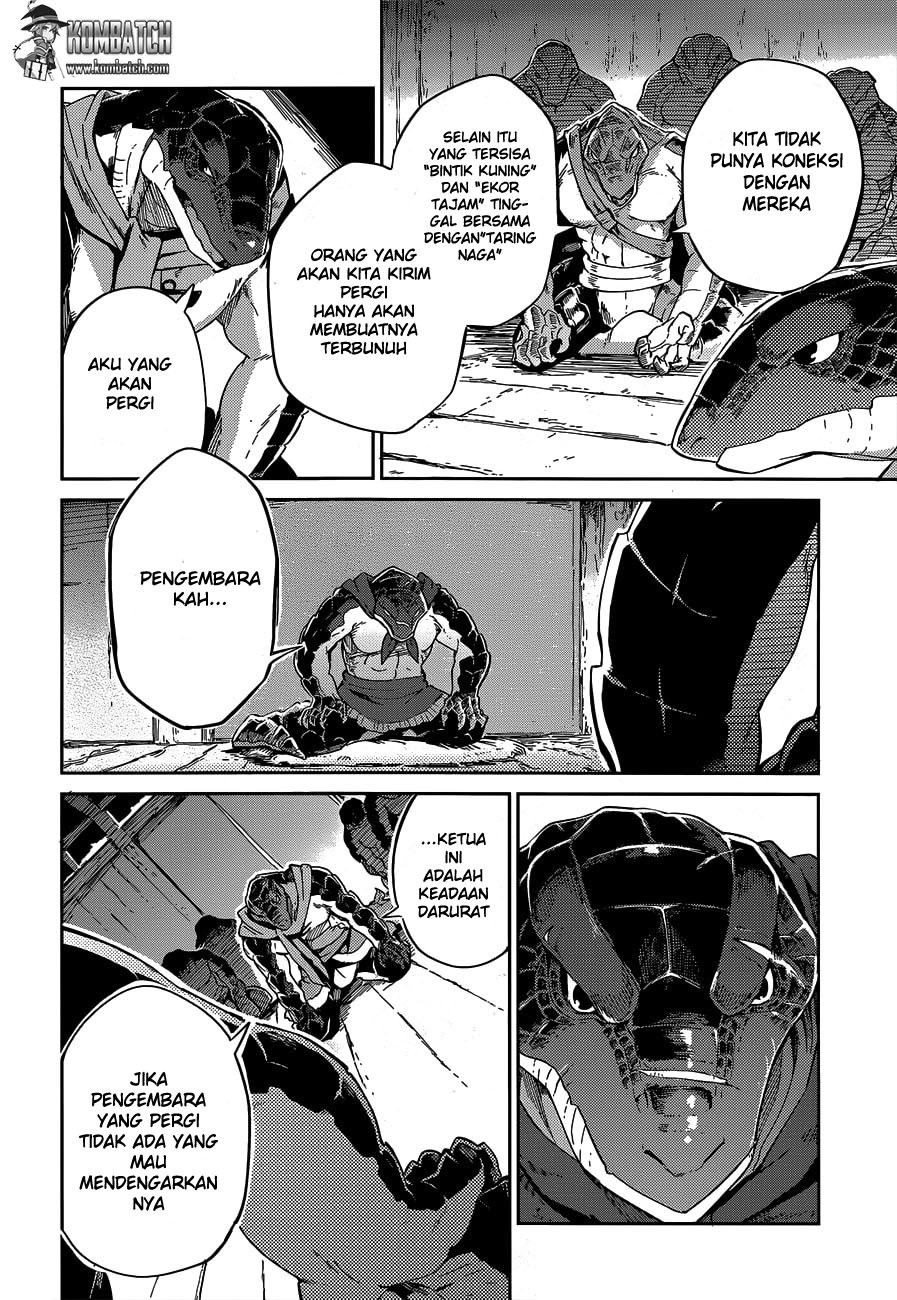 KOMBATCH
www.kombatch.com
KITA TIDAK
PUNYA KONEKSI
DENGAN
MEREKA
SELAIN ITU
YANG TERSISA
"BINTIK KUNING"
DAN "EKOR
TAJAM" TING-
GAL BERSAMA
DENGAN"TARING
NAGA"
ORANG YANG
AKAN KITA KIRIM
PERGI
HANYA AKAN
MEMBUATNYA
TERBUNUH
AKU YANG
AKAN
PERGI
PENGEMBARA
KAH...
...KETUA
INI
ADALAH
KEADAAN
DARURAT
JIKA
PENGEMBARA
YANG PERGI
TIDAK ADA YANG
MAU
MENDENGARKAN
NYA